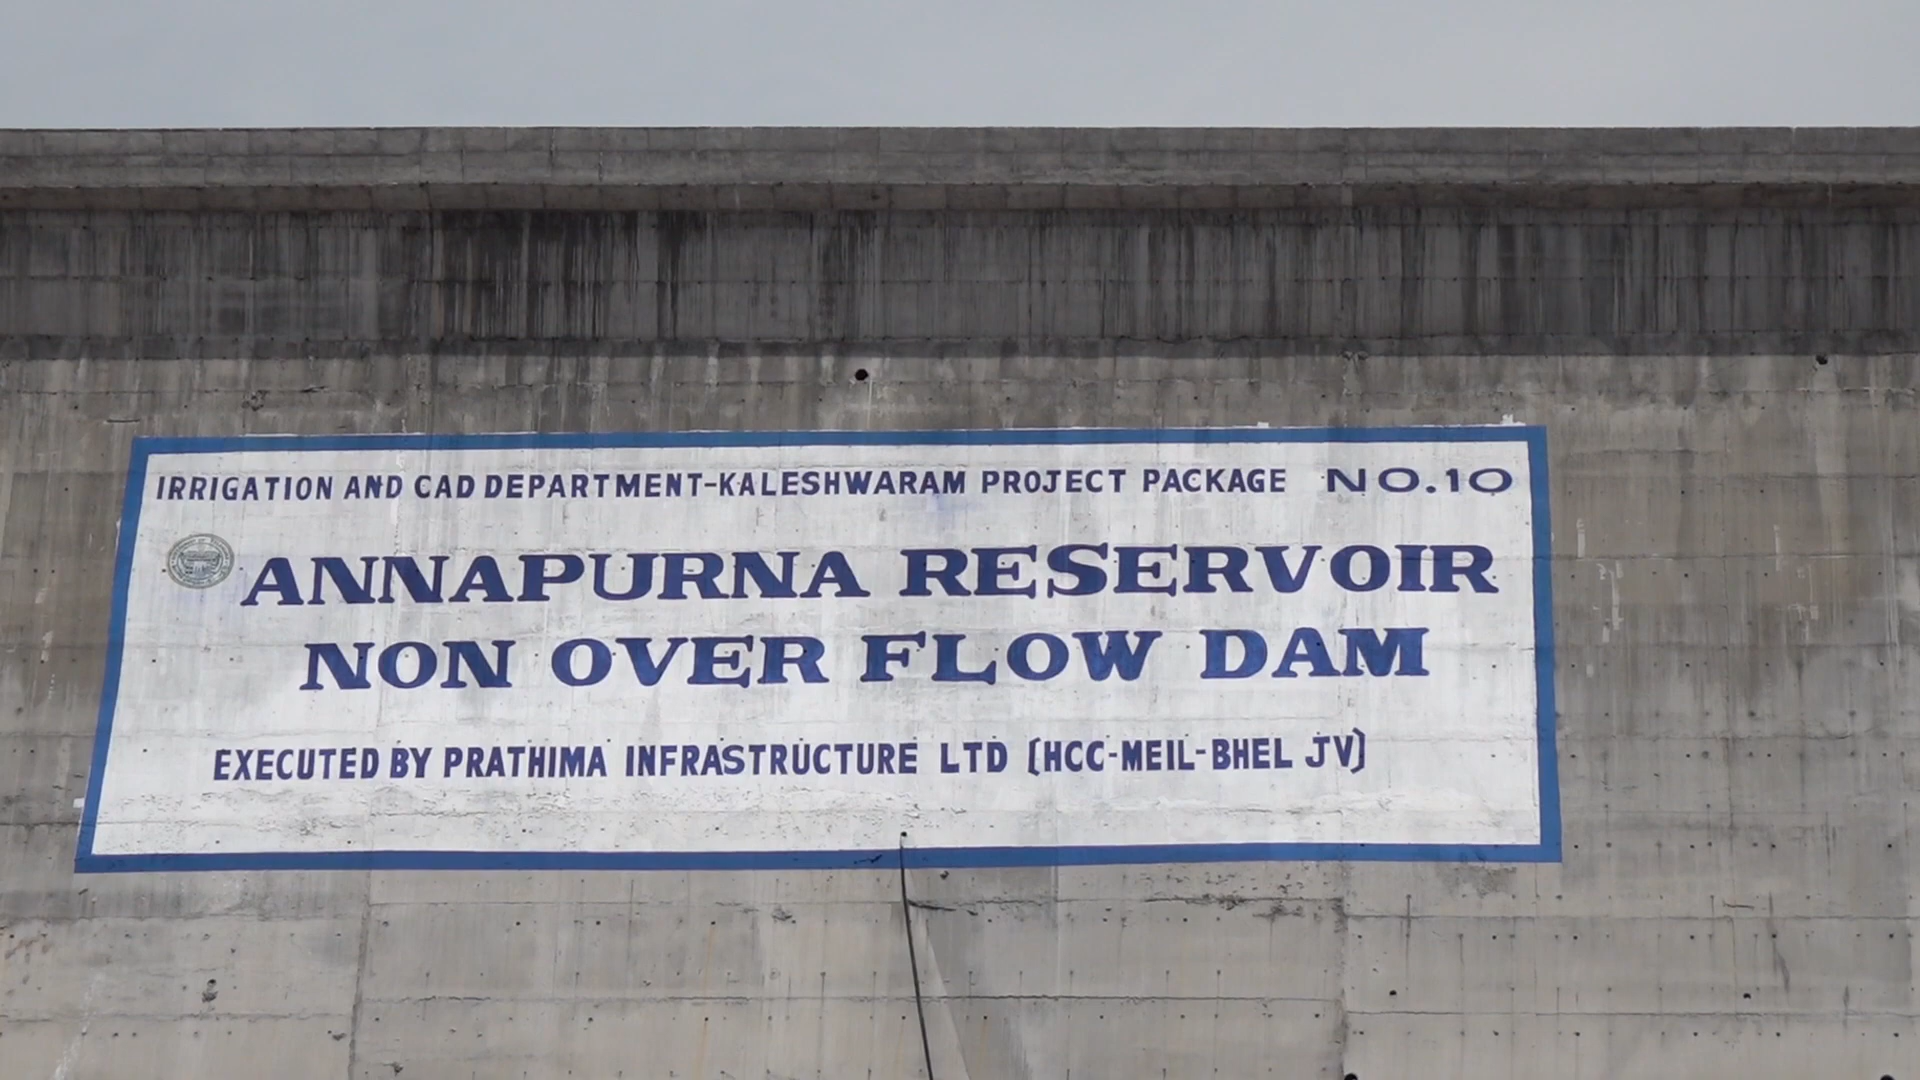 IRRIGATION AND CAD DEPARTMENT-KALESHWARAM PROJECT PACKAGE NO.10
ANNAPURNA RESERVOIR
NON OVER FLOW DAM
EXECUTED BY PRATHIMA INFRASTRUCTURE LTD (HCC-MEIL-BHEL JV)